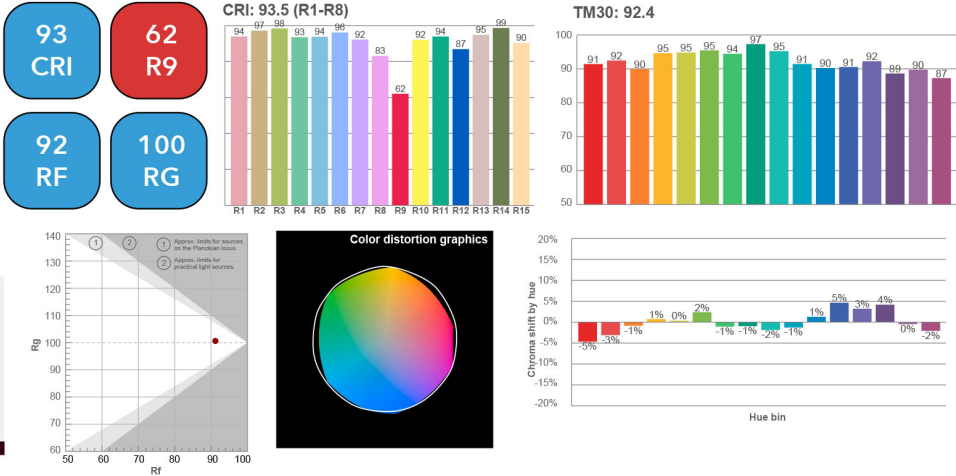 93
CRI
62
R9
92
RF
100
RG
CRI: 93.5 (R1-R8)
94 97 98 93 94 96 92 83 62 92 94 87 95 99 90
R1 R2 R3 R4 R5 R6 R7 R8 R9 R10 R11 R12 R13 R14 R15
TM30: 92.4
100
90
80
70
60
50
91 92 90 95 95 95 94 97 95 91 90 91 92 89 90 87
140
130
120
110
100
90
80
70
60
Rg
1 2
1 Approx. limits for sources
on the Planckian locus.
2 Approx. limits for
practical light sources.
50 60 70 80 90 100
Rf
Color distortion graphics
Chroma shift by hue
20%
15%
10%
5%
0%
-5%
-10%
-15%
-20%
-5% -3% -1% 1% 0% 2% -1% -1% -2% -1% 1% 5% 3% 4% 0% -2%
Hue bin